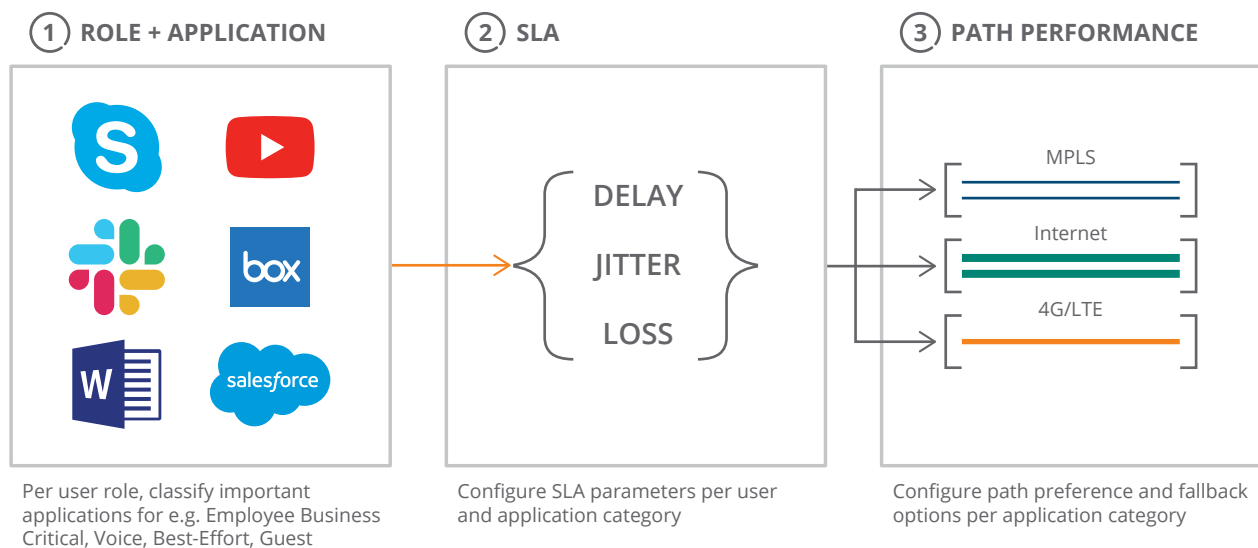 1 ROLE + APPLICATION
2 SLA
3 PATH PERFORMANCE
S
box
W
salesforce
DELAY
JITTER
LOSS
MPLS
Internet
4G/LTE
Per user role, classify important
applications for e.g. Employee Business
Critical, Voice, Best-Effort, Guest
Configure SLA parameters per user
and application category
Configure path preference and fallback
options per application category